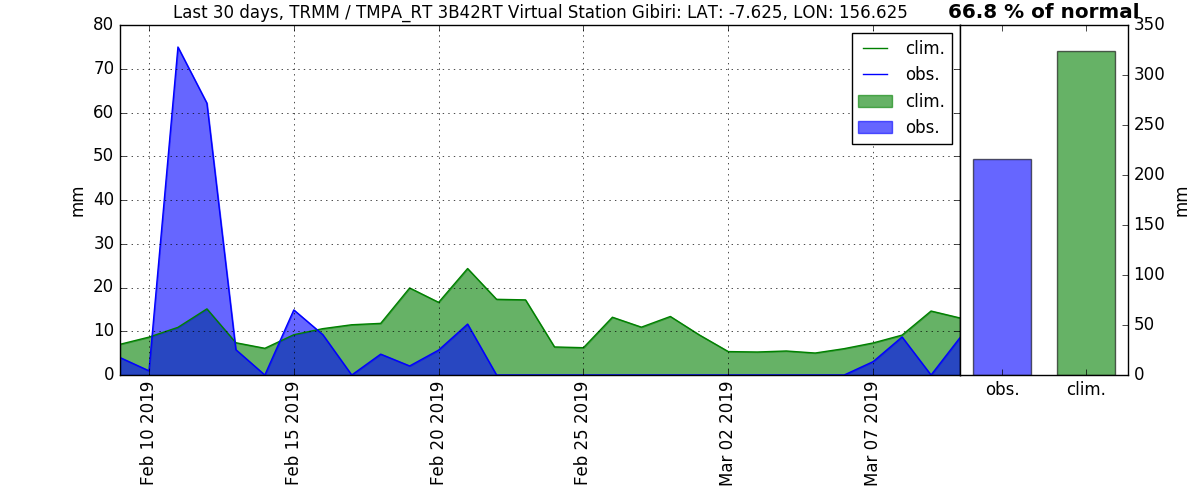 Last 30 days, TRMM / TMPA_RT 3B42RT Virtual Station Gibiri: LAT: -7.625, LON: 156.625
66.8 % of normal
80
70
60
50
40
30
20
10
0
mm
clim.
obs.
clim.
obs.
Feb 10 2019
Feb 15 2019
Feb 20 2019
Feb 25 2019
Mar 02 2019
Mar 07 2019
350
300
250
200
150
100
50
0
mm
obs.
clim.